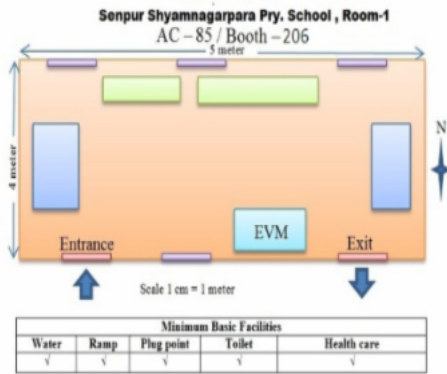 Senpur Shyamnagarpara Pry. School , Room-1
AC – 85 / Booth –206
5 meter
4 meter
N
EVM
Entrance
Exit
Scale 1 cm = 1 meter
Minimum Basic Facilities
Water Ramp Plug point Toilet Health care
√ √ √ √ √